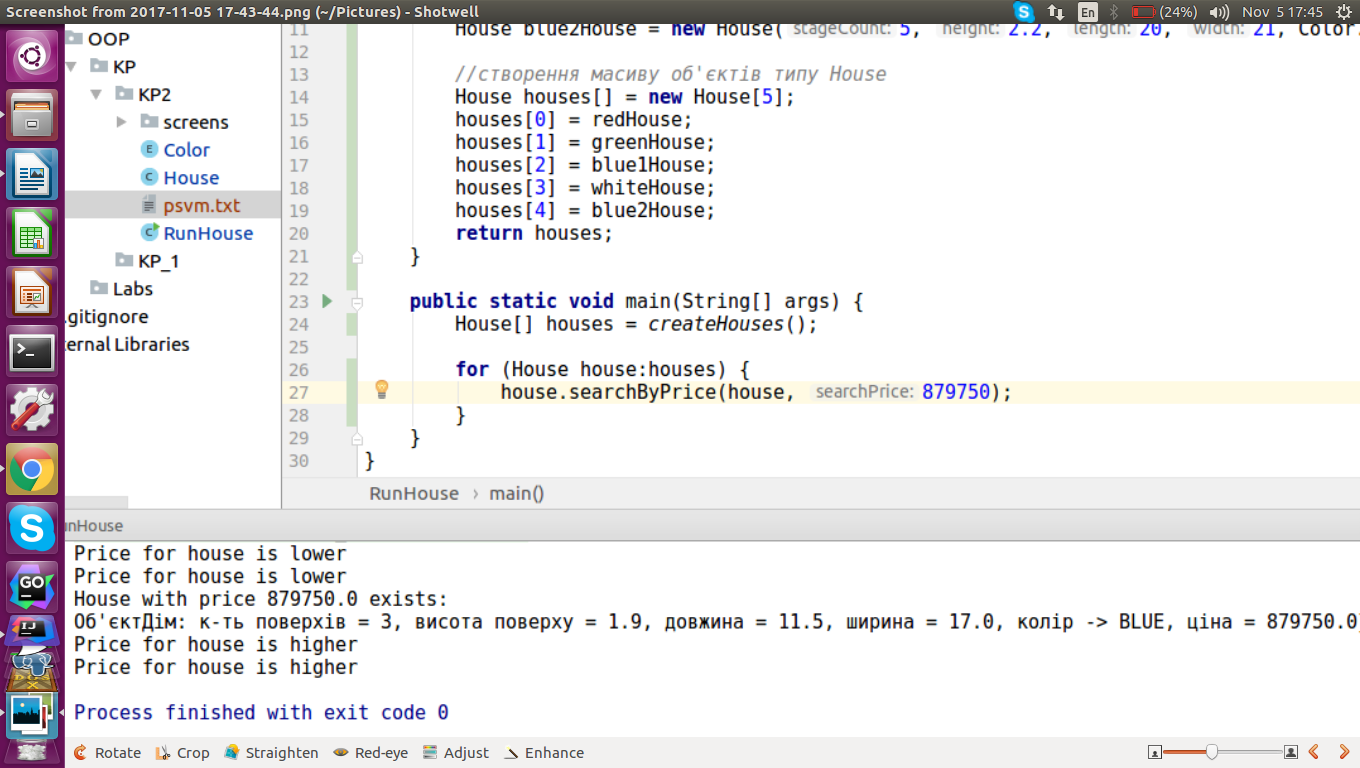 Screenshot from 2017-11-05 17-43-44.png (~/Pictures) - Shotwell
En (24%) Nov 5 17:45
OOP
KP
KP2
screens
E Color
C House
psvm.txt
C RunHouse
KP_1
Labs
.gitignore
ernal Libraries
11 House blue2House = new House( stageCount: 5, height: 2.2, length: 20, width: 21, Color.
12
13 //створення масиву об'єктів типу House
14 House houses[] = new House[5];
15 houses[0] = redHouse;
16 houses[1] = greenHouse;
17 houses[2] = blue1House;
18 houses[3] = whiteHouse;
19 houses[4] = blue2House;
20 return houses;
21 }
22
23 public static void main(String[] args) {
24 House[] houses = createHouses();
25
26 for (House house:houses) {
27 house.searchByPrice(house, searchPrice: 879750);
28 }
29 }
30 }
RunHouse › main()
unHouse
Price for house is lower
Price for house is lower
House with price 879750.0 exists:
Об'єктДім: к-ть поверхів = 3, висота поверху = 1.9, довжина = 11.5, ширина = 17.0, колір -> BLUE, ціна = 879750.0}
Price for house is higher
Price for house is higher
Process finished with exit code 0
Rotate Crop Straighten Red-eye Adjust Enhance
S
GO
IJ